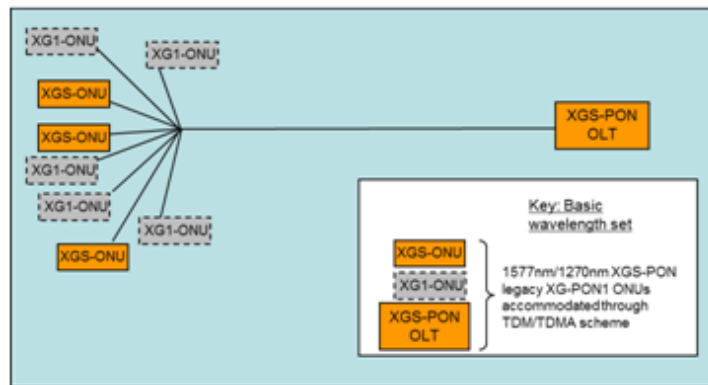 XG1-ONU
XG1-ONU
XGS-ONU
XGS-ONU
XG1-ONU
XG1-ONU
XG1-ONU
XGS-ONU
XGS-PON
OLT
Key: Basic
wavelength set
XGS-ONU
XG1-ONU
XGS-PON
OLT
1577nm/1270nm XGS-PON
legacy XG-PON1 ONUs
accommodated through
TDM/TDMA scheme